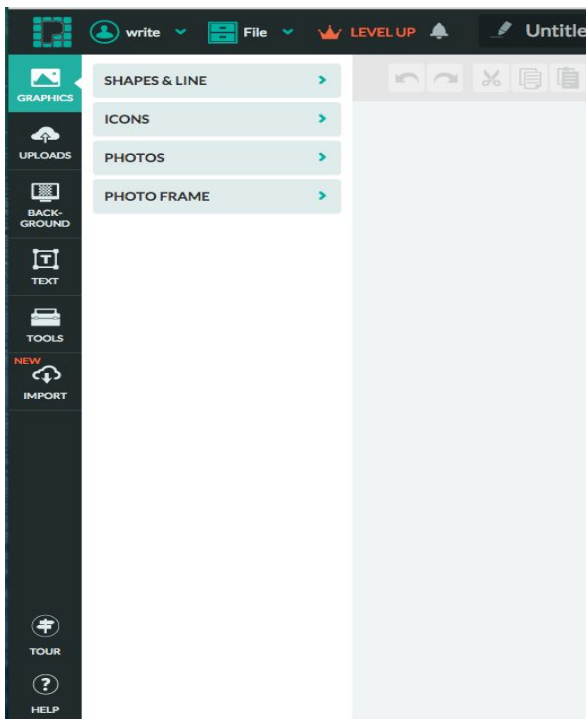 write File LEVEL UP Untitle
GRAPHICS
UPLOADS
BACK-
GROUND
TEXT
TOOLS
NEW
IMPORT
TOUR
HELP
SHAPES & LINE
ICONS
PHOTOS
PHOTO FRAME